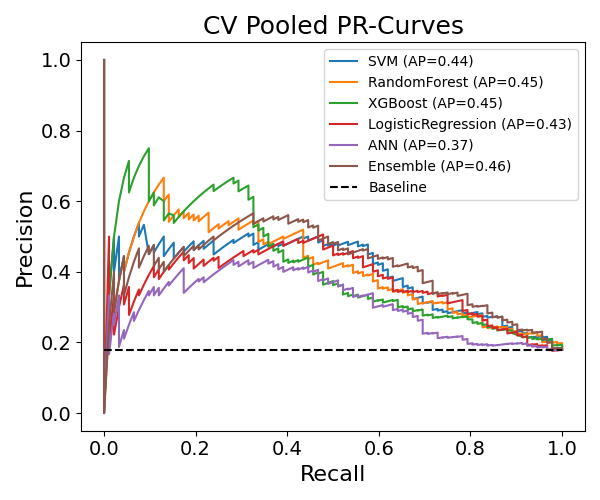 CV Pooled PR-Curves
SVM (AP=0.44)
RandomForest (AP=0.45)
XGBoost (AP=0.45)
LogisticRegression (AP=0.43)
ANN (AP=0.37)
Ensemble (AP=0.46)
Baseline
Precision
1.0
0.8
0.6
0.4
0.2
0.0
0.0 0.2 0.4 0.6 0.8 1.0
Recall